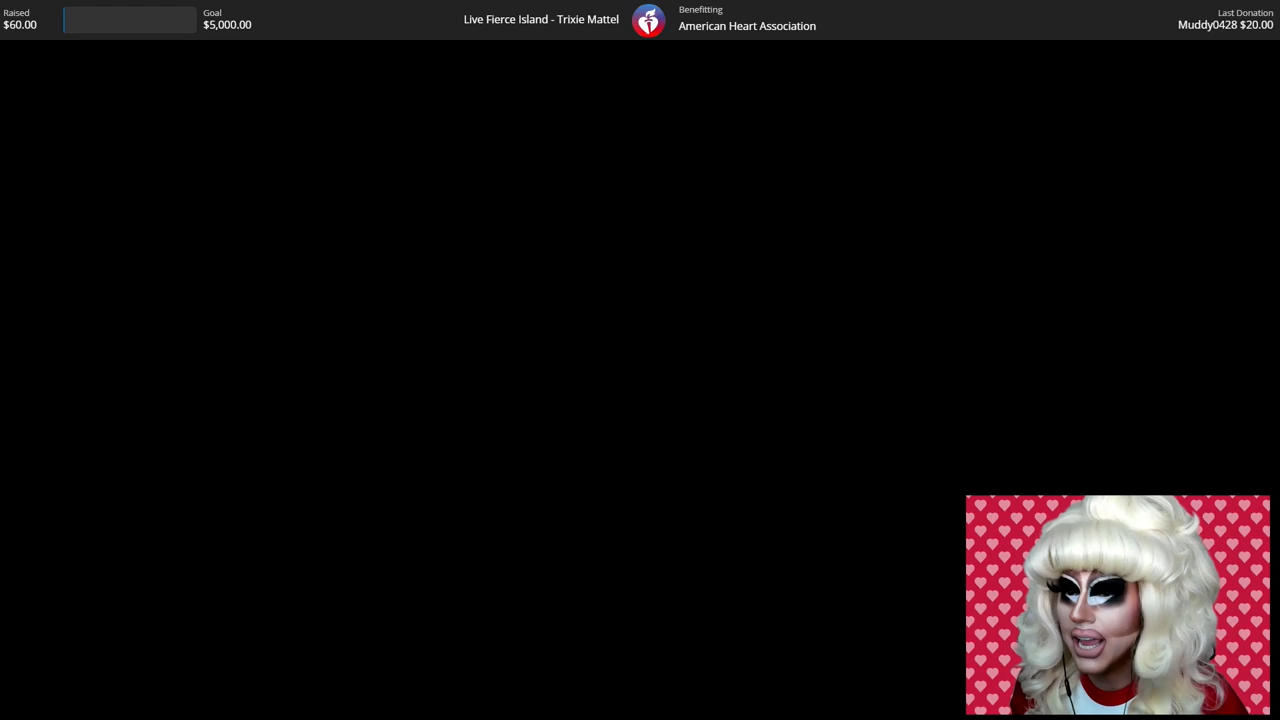 Raised
$60.00
Goal
$5,000.00
Live Fierce Island - Trixie Mattel
Benefitting
American Heart Association
Last Donation
Muddy0428 $20.00